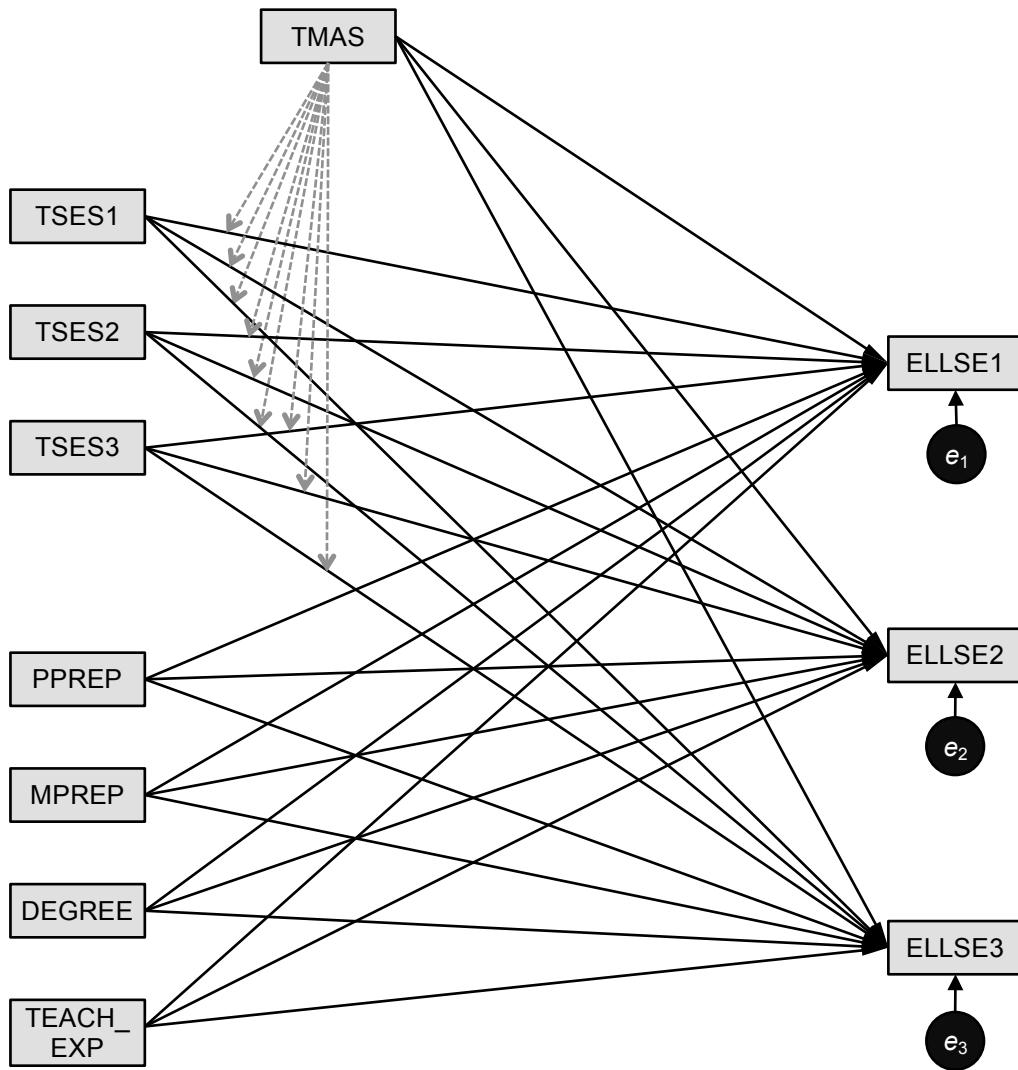 TMAS
TSES1
TSES2
TSES3
PPREP
MPREP
DEGREE
TEACH_
EXP
ELLSE1
e₁
ELLSE2
e₂
ELLSE3
e₃